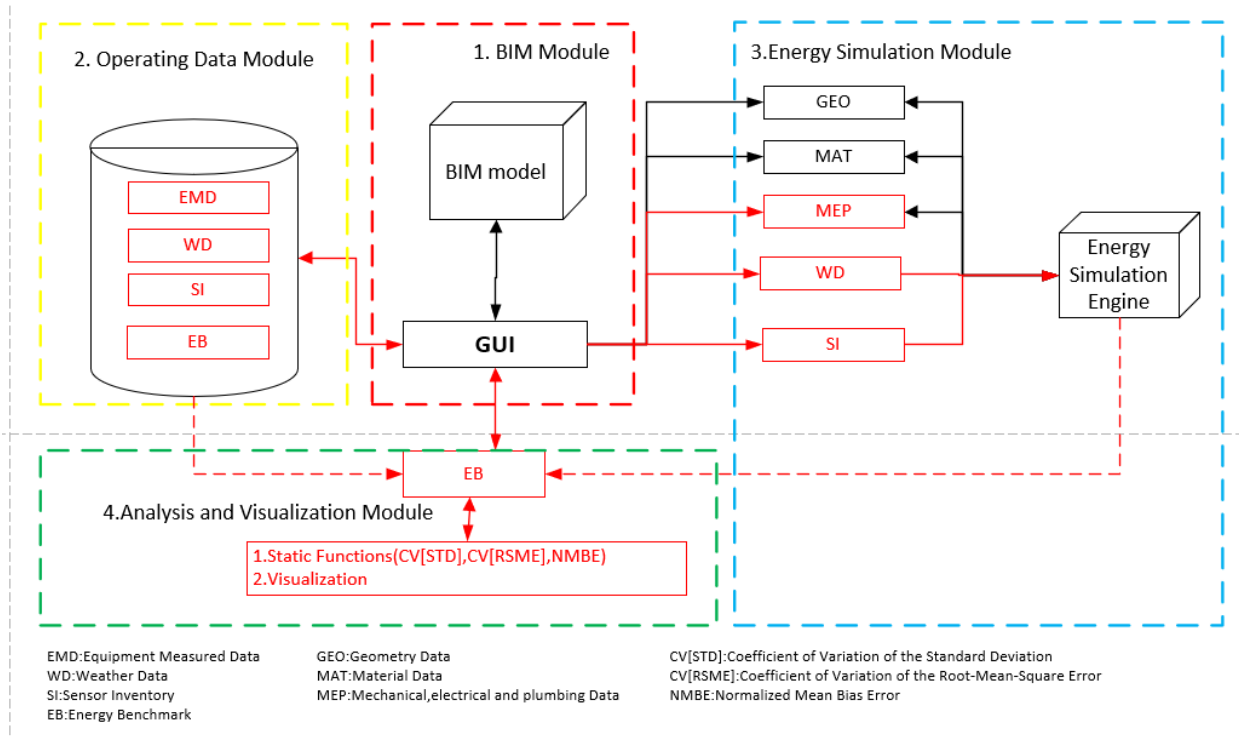 2. Operating Data Module
EMD
WD
SI
EB
1. BIM Module
BIM model
GUI
3.Energy Simulation Module
GEO
MAT
MEP
WD
SI
Energy
Simulation
Engine
EB
4.Analysis and Visualization Module
1.Static Functions(CV[STD],CV[RSME],NMBE)
2.Visualization
EMD:Equipment Measured Data
WD:Weather Data
SI:Sensor Inventory
EB:Energy Benchmark
GEO:Geometry Data
MAT:Material Data
MEP:Mechanical,electrical and plumbing Data
CV[STD]:Coefficient of Variation of the Standard Deviation
CV[RSME]:Coefficient of Variation of the Root-Mean-Square Error
NMBE:Normalized Mean Bias Error